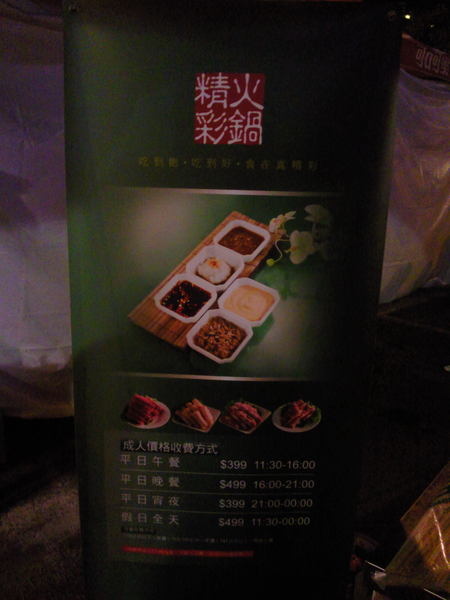 精火
彩鍋
吃到飽·吃到好·食在真精彩
成人價格收費方式
平日午餐 $399 11:30-16:00
平日晚餐 $499 16:00-21:00
平日宵夜 $399 21:00-00:00
假日全天 $499 11:30-00:00